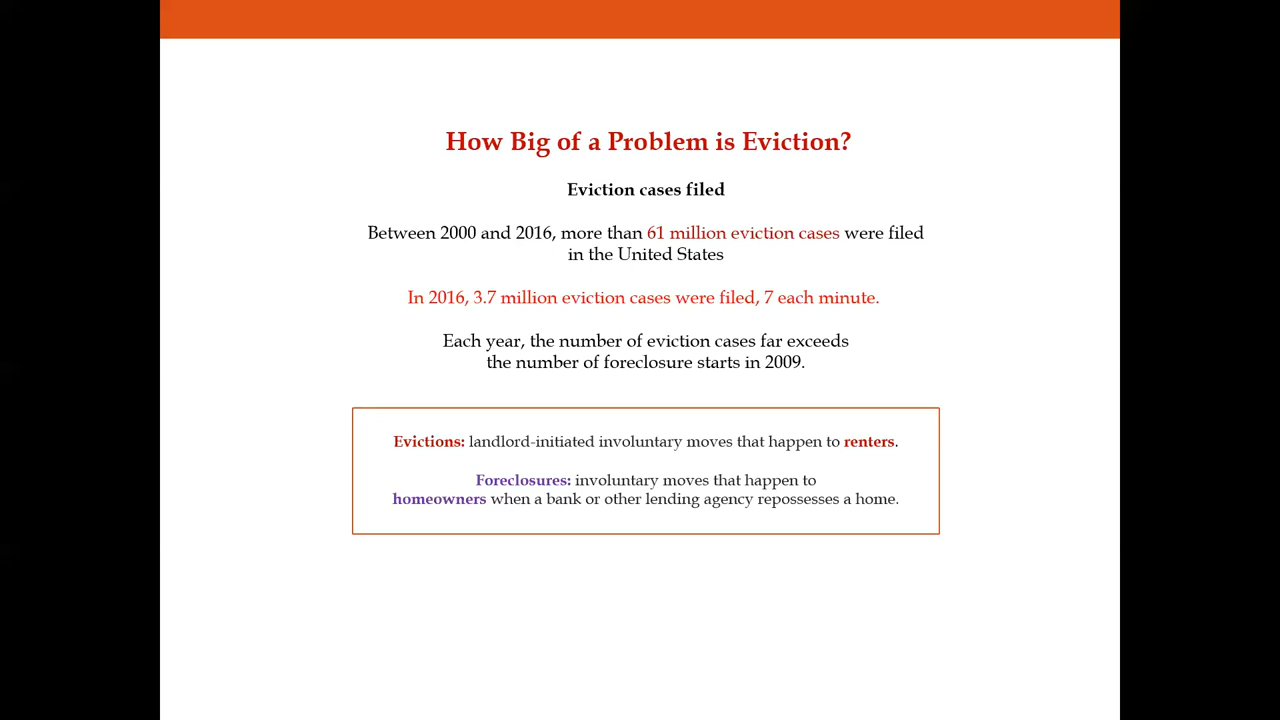 How Big of a Problem is Eviction?
Eviction cases filed
Between 2000 and 2016, more than 61 million eviction cases were filed
in the United States
In 2016, 3.7 million eviction cases were filed, 7 each minute.
Each year, the number of eviction cases far exceeds
the number of foreclosure starts in 2009.
Evictions: landlord-initiated involuntary moves that happen to renters.
Foreclosures: involuntary moves that happen to
homeowners when a bank or other lending agency repossesses a home.